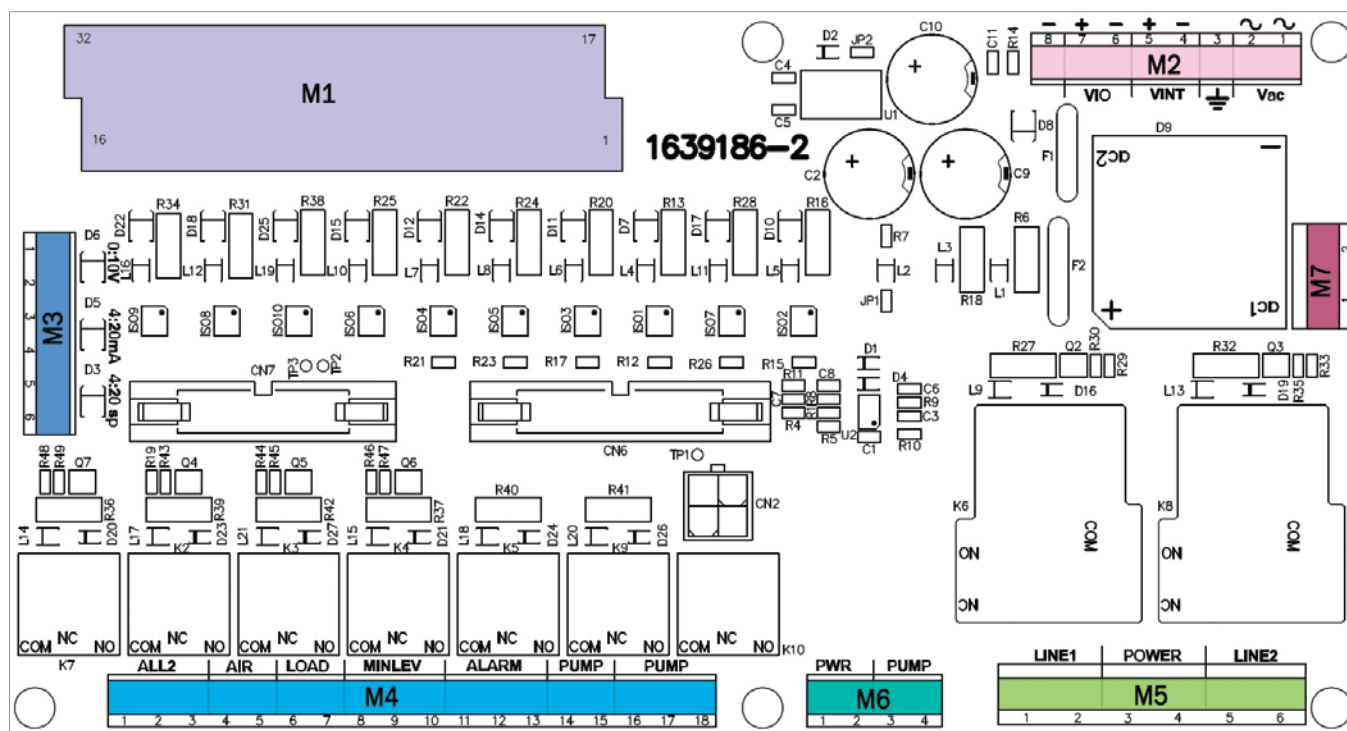 32 17
M1
16 1
1639186-2
D2 JP2 C10 C11 R14
C4 C5 U1 + C2 + C9 +
− + − + − ~ ~
8 7 6 5 4 3 2 1
M2
VIO VINT Vac
D8 F1 D9
ac2 −
+ ac1
F2
M7
2
1
D22 R34 D18 R31 D25 R38 D15 R25 D12 R22 D14 R24 D11 R20 D7 R13 D17 R28 D10 R16
L16 L12 L19 L10 L7 L8 L6 L4 L11 L5
R7 L2 JP1 L3 R18 L1 R6
ISO9 ISO8 ISO10 ISO6 ISO4 ISO5 ISO3 ISO1 ISO7 ISO2
R21 R23 R17 R12 R26 R15
M3
1 2 3 4 5 6
D6 0:10V
D5 4:20mA
D3 4:20 sp
CN7 TP3 TP2
CN6
R11 C8
C7 R8
R1
R4 R5
D1 D4 C6
R9
C3
U2 C1 R10
R27 Q2 R30 R29
L9 D16
R32 Q3 R35 R33
L13 D19
TP1 CN2
R48 R49 Q7 R19 R43 Q4 R44 R45 Q5 R46 R47 Q6 R40 R41
R36 R39 R42 R37
L14 D20 L17 D23 L21 D27 L15 D21 L18 D24 L20 D26
K2 K3 K4 K5 K9
COM NC NO
COM NC NO
COM NC NO
COM NC NO
COM NC NO
COM NC NO
COM NC NO
K7 K10
K6 COM NO NC
K8 COM NO NC
ALL2 AIR LOAD MINLEV ALARM PUMP PUMP
M4
1 2 3 4 5 6 7 8 9 10 11 12 13 14 15 16 17 18
PWR PUMP
M6
1 2 3 4
LINE1 POWER LINE2
M5
1 2 3 4 5 6